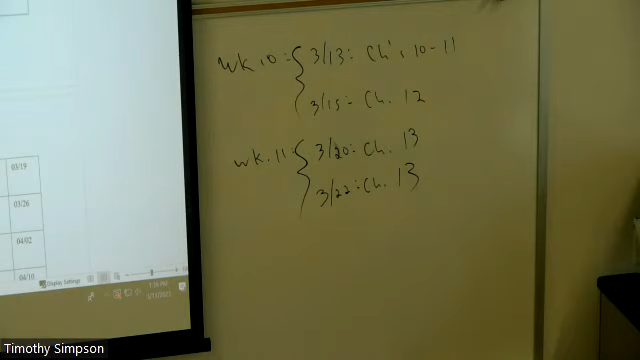 wk. 10: { 3/13: Ch. 10-11
3/15: Ch. 12
wk. 11: { 3/20: Ch. 13
3/22: Ch. 13
03/19
03/26
04/02
04/10
Display Settings
Timothy Simpson